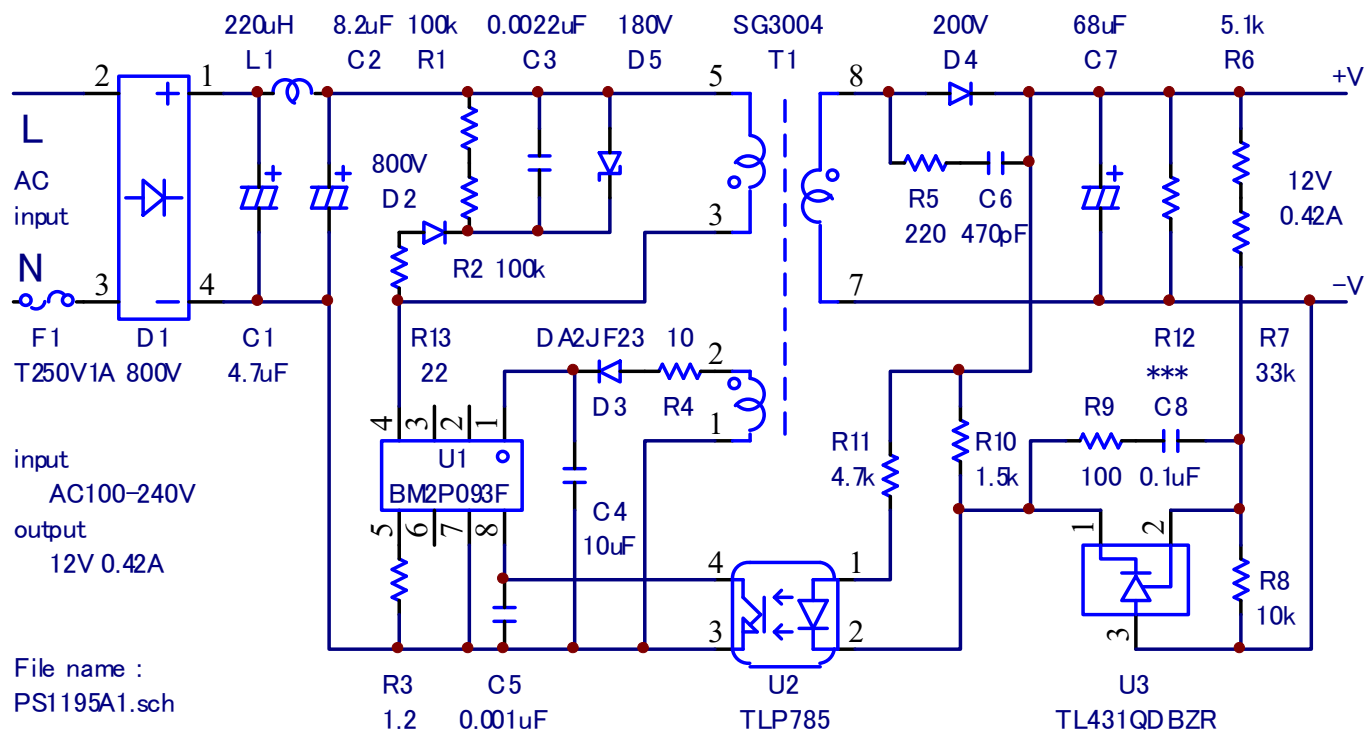 220uH 8.2uF 100k 0.0022uF 180V SG3004 200V 68uF 5.1k
L1 C2 R1 C3 D5 T1 D4 C7 R6
2 1 5 8 +V
L
AC
input
N
800V
D2
R5 C6
220 470pF
12V
0.42A
3 4 R2 100k 3 7 -V
F1 D1 C1 R13 DA2JF23 10 2 R12 R7
T250V1A 800V 4.7uF 22 *** 33k
D3 R4 1
4 3 2 1
U1
BM2P093F
5 6 7 8
R11
4.7k
R10
1.5k
R9 C8
100 0.1uF
input
AC100-240V
output
12V 0.42A
C4
10uF
1 2
4 1
3 2
R8
10k
3
File name :
PS1195A1.sch
R3 C5 U2 U3
1.2 0.001uF TLP785 TL431QDBZR